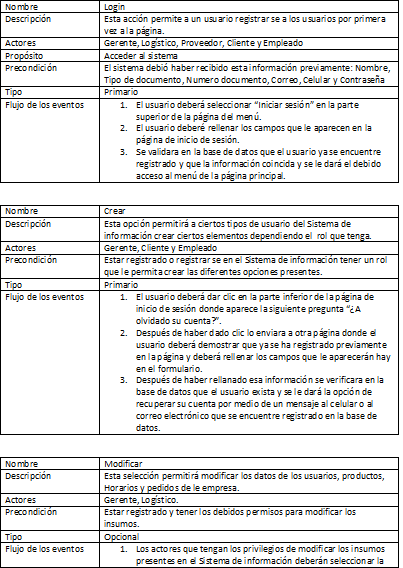 Nombre Login
Descripción Esta acción permite a un usuario registrar se a los usuarios por primera
vez a la página.
Actores Gerente, Logístico, Proveedor, Cliente y Empleado
Propósito Acceder al sistema
Precondición El sistema debió haber recibido esta información previamente: Nombre,
Tipo de documento, Numero documento, Correo, Celular y Contraseña
Tipo Primario
Flujo de los eventos 1. El usuario deberá seleccionar “Iniciar sesión” en la parte
superior de la página del menú.
2. El usuario deberé rellenar los campos que le aparecen en la
página de inicio de sesión.
3. Se validara en la base de datos que el usuario ya se encuentre
registrado y que la información coincida y se le dará el debido
acceso al menú de la página principal.
Nombre Crear
Descripción Esta opción permitirá a ciertos tipos de usuario del Sistema de
información crear ciertos elementos dependiendo el rol que tenga.
Actores Gerente, Cliente y Empleado
Precondición Estar registrado o registrar se en el Sistema de información tener un rol
que le permita crear las diferentes opciones presentes.
Tipo Primario
Flujo de los eventos 1. El usuario deberá dar clic en la parte inferior de la página de
inicio de sesión donde aparece la siguiente pregunta “¿A
olvidado su cuenta?”.
2. Después de haber dado clic lo enviara a otra página donde el
usuario deberá demostrar que ya se ha registrado previamente
en la página y deberá rellenar los campos que le aparecerán hay
en el formulario.
3. Después de haber rellanado esa información se verificara en la
base de datos que el usuario exista y se le dará la opción de
recuperar su cuenta por medio de un mensaje al celular o al
correo electrónico que se encuentre registrado en la base de
datos.
Nombre Modificar
Descripción Esta selección permitirá modificar los datos de los usuarios, productos,
Horarios y pedidos de le empresa.
Actores Gerente, Logístico.
Precondición Estar registrado y tener los debidos permisos para modificar los
insumos.
Tipo Opcional
Flujo de los eventos 1. Los actores que tengan los privilegios de modificar los insumos
presentes en el Sistema de información deberán seleccionar la